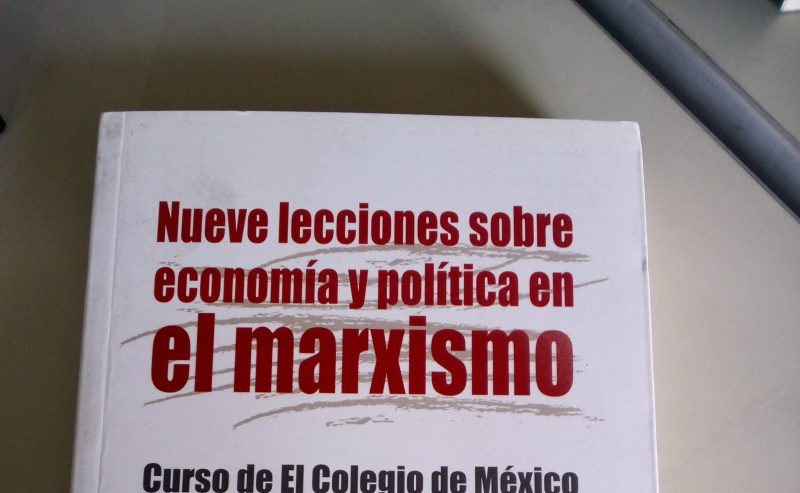 Nueve lecciones sobre
economía y política en
el marxismo
Curso de El Colegio de México